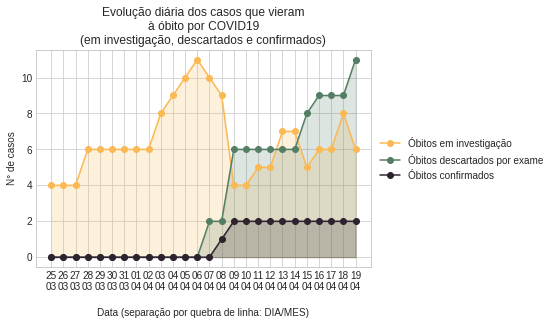 Evolução diária dos casos que vieram
à óbito por COVID19
(em investigação, descartados e confirmados)
N° de casos
10
8
6
4
2
0
25 26 27 28 29 30 31 01 02 03 04 05 06 07 08 09 10 11 12 13 14 15 16 17 18 19
03 03 03 03 03 03 03 04 04 04 04 04 04 04 04 04 04 04 04 04 04 04 04 04 04 04
Data (separação por quebra de linha: DIA/MES)
Óbitos em investigação
Óbitos descartados por exame
Óbitos confirmados